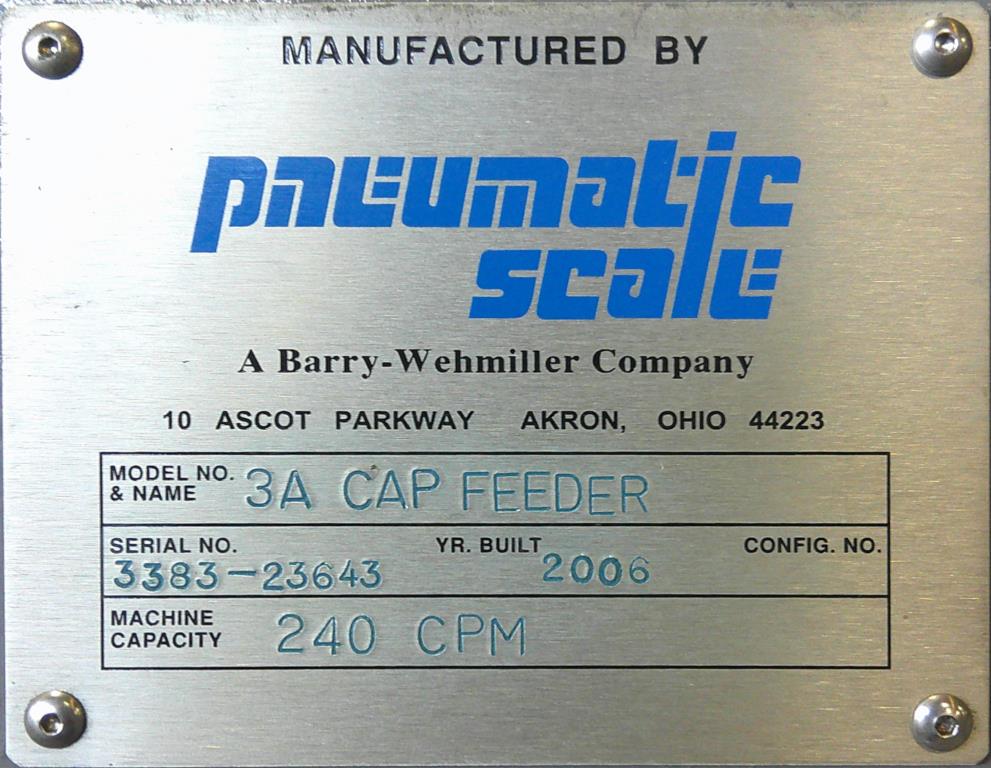 MANUFACTURED BY
pneumatic
scale
A Barry-Wehmiller Company
10 ASCOT PARKWAY AKRON, OHIO 44223
MODEL NO. & NAME 3A CAP FEEDER
SERIAL NO. YR. BUILT CONFIG. NO.
3383-23643 2006
MACHINE CAPACITY 240 CPM